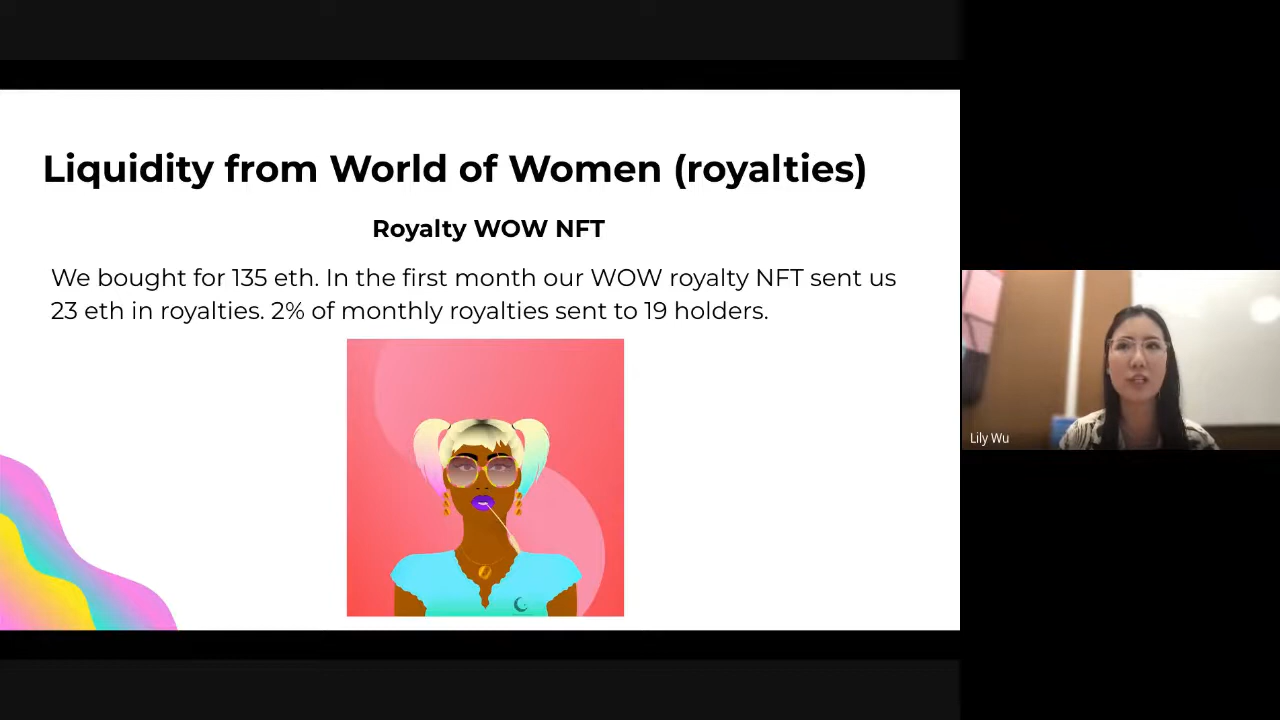 Liquidity from World of Women (royalties)
Royalty WOW NFT
We bought for 135 eth. In the first month our WOW royalty NFT sent us
23 eth in royalties. 2% of monthly royalties sent to 19 holders.
Lily Wu